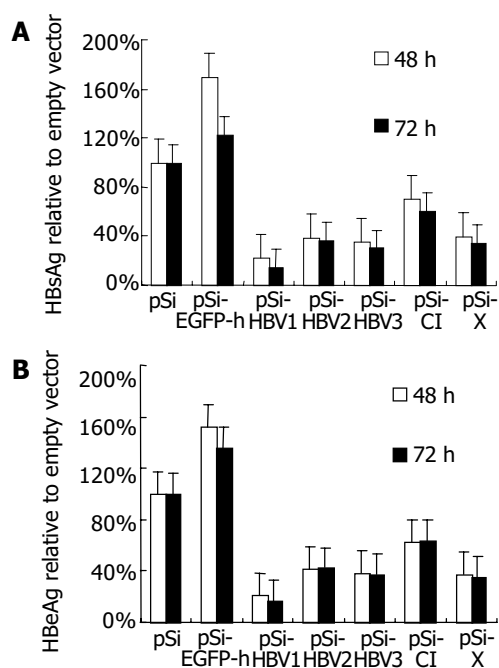 A
HBsAg relative to empty vector
200%
160%
120%
80%
40%
0%
48 h
72 h
pSi pSi- pSi- pSi- pSi- pSi- pSi-
EGFP-h HBV1 HBV2 HBV3 CI X
B
HBeAg relative to empty vector
200%
160%
120%
80%
40%
0%
48 h
72 h
pSi pSi- pSi- pSi- pSi- pSi- pSi-
EGFP-h HBV1 HBV2 HBV3 CI X